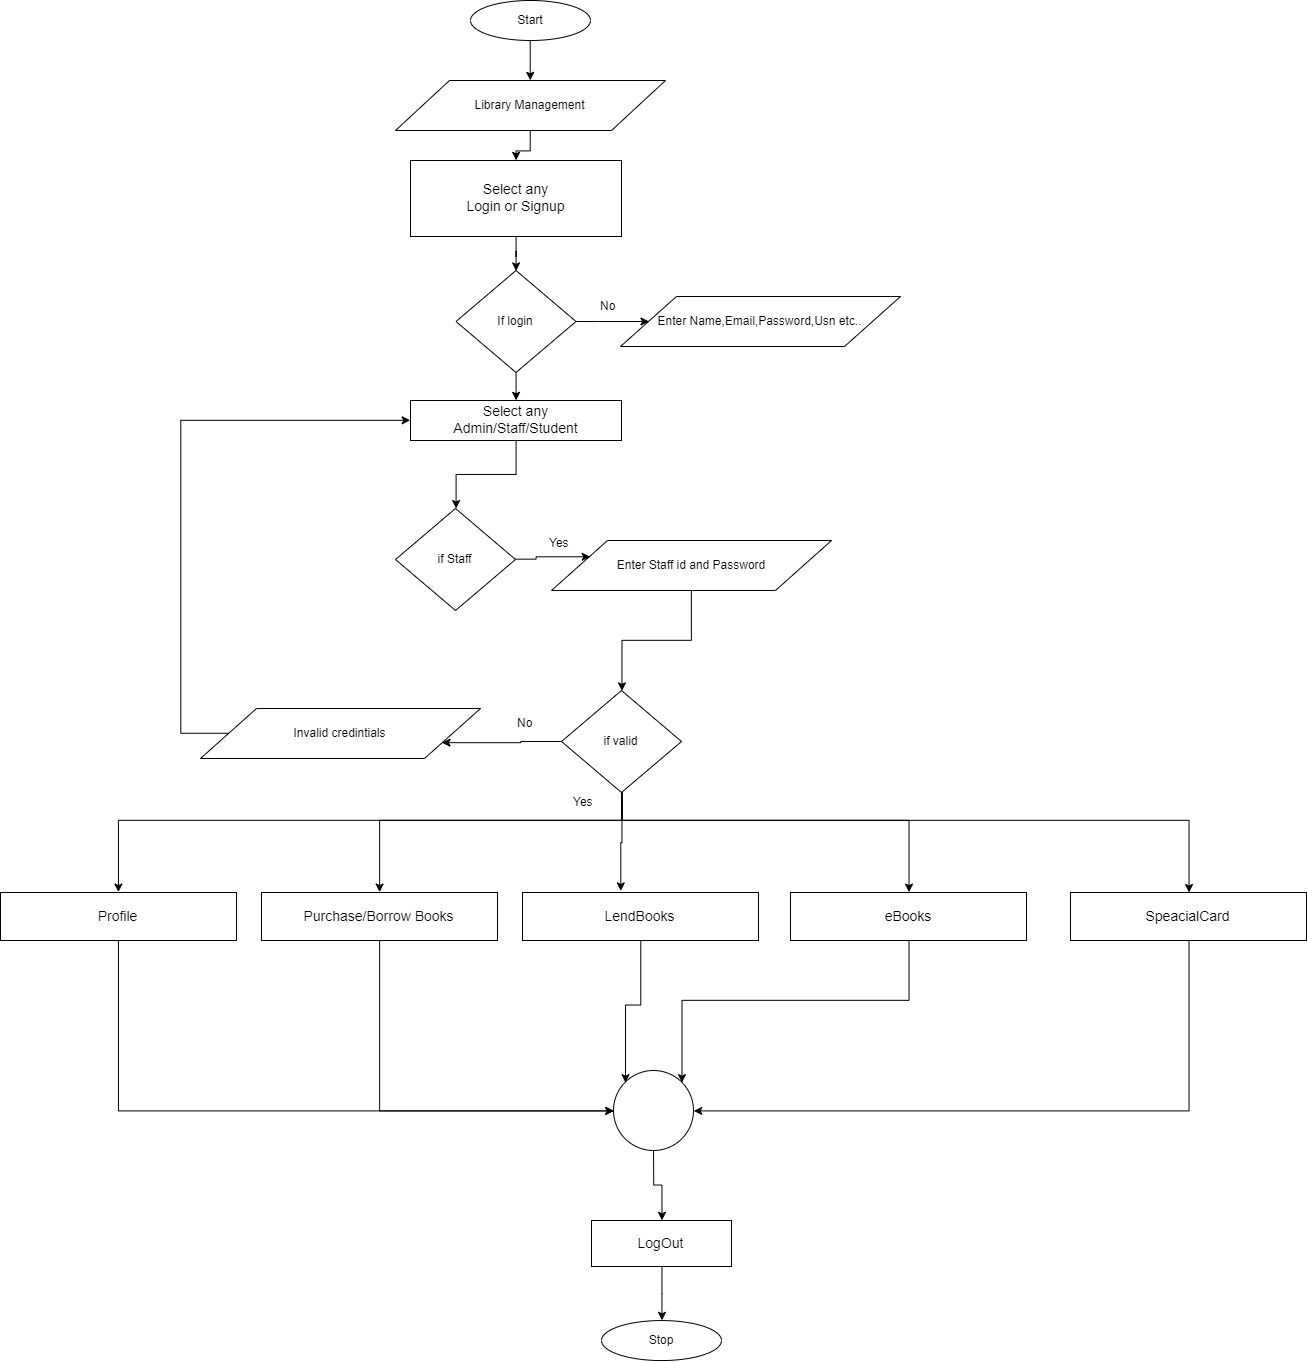 Start
Library Management
Select any
Login or Signup
If login
No
Enter Name,Email,Password,Usn etc..
Select any
Admin/Staff/Student
if Staff
Yes
Enter Staff id and Password
Invalid credintials
No
if valid
Yes
Profile
Purchase/Borrow Books
LendBooks
eBooks
SpeacialCard
LogOut
Stop